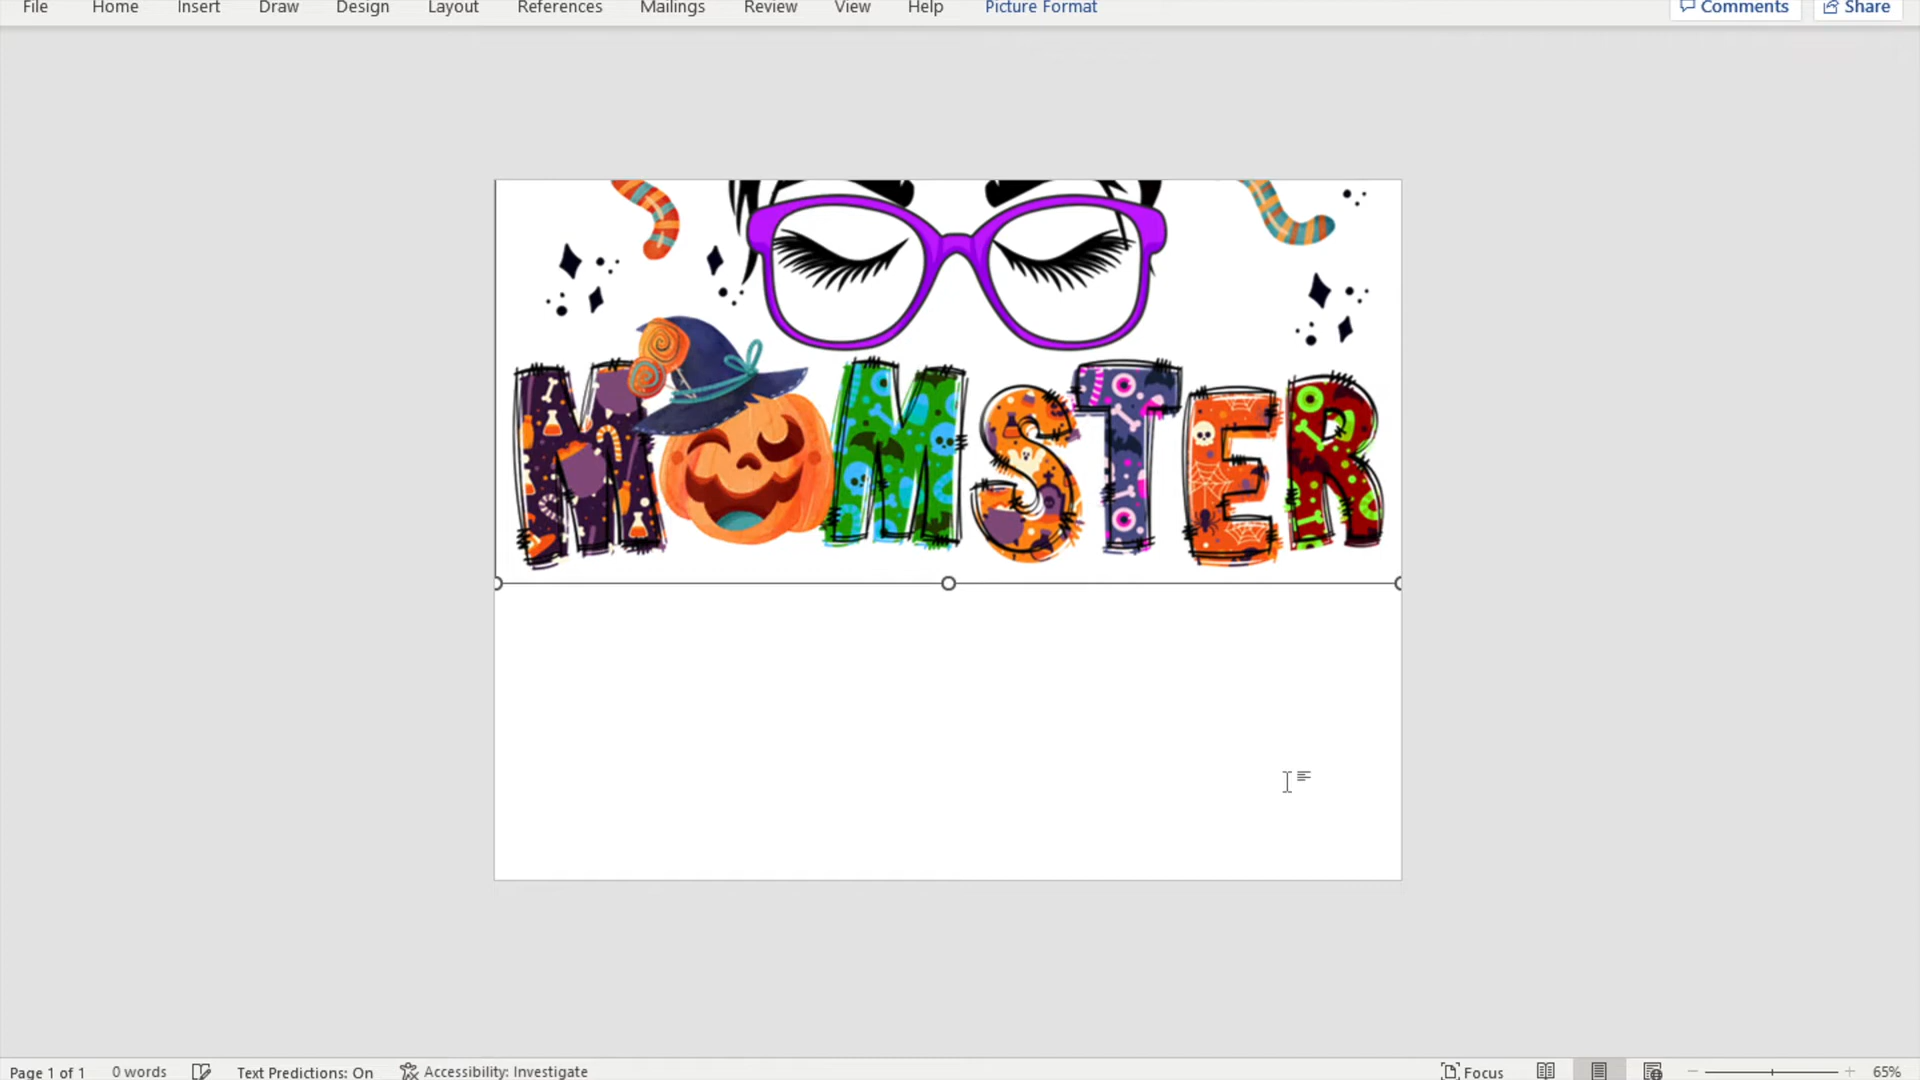 File Home Insert Draw Design Layout References Mailings Review View Help Picture Format Comments Share
MOMSTER
Page 1 of 1 0 words Text Predictions: On Accessibility: Investigate Focus 65%